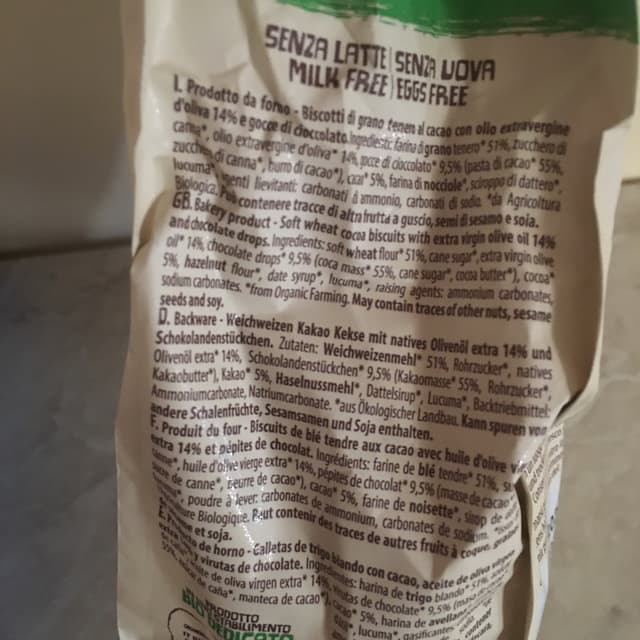 SENZA LATTE | SENZA UOVA
MILK FREE | EGGS FREE
I. Prodotto da forno - Biscotti di grano tenero al cacao con olio extravergine
d'oliva 14% e gocce di cioccolato. Ingredienti: farina di grano tenero* 51%, zucchero di
canna*, olio extravergine d'oliva* 14%, gocce di cioccolato* 9,5% (pasta di cacao* 55%,
zucchero di canna*, burro di cacao*), cacao* 5%, farina di nocciole*, sciroppo di dattero*,
lucuma*, agenti lievitanti: carbonati d'ammonio, carbonati di sodio. *da Agricoltura
Biologica. Può contenere tracce di altra frutta a guscio, semi di sesamo e soia.
GB. Bakery product - Soft wheat cocoa biscuits with extra virgin olive oil 14%
and chocolate drops. Ingredients: soft wheat flour* 51%, cane sugar*, extra virgin olive
oil* 14%, chocolate drops* 9,5% (coca mass* 55%, cane sugar*, cocoa butter*), cocoa*
5%, hazelnut flour*, date syrup*, lucuma*, raising agents: ammonium carbonates,
sodium carbonates. *from Organic Farming. May contain traces of other nuts, sesame
seeds and soy.
D. Backware - Weichweizen Kakao Kekse mit natives Olivenöl extra 14% und
Schokolandenstückchen. Zutaten: Weichweizenmehl* 51%, Rohrzucker*, natives
Olivenöl extra* 14%, Schokolandenstückchen* 9,5% (Kakaomasse* 55%, Rohrzucker*,
Kakaobutter*), Kakao* 5%, Haselnussmehl*, Dattelsirup*, Lucuma*, Backtriebmittel:
Ammoniumcarbonate, Natriumcarbonate. *aus Ökologischer Landbau. Kann spuren von
andere Schalenfrüchte, Sesamsamen und Soja enthalten.
F. Produit du four - Biscuits de blé tendre aux cacao avec huile d'olive
extra 14% et pépites de chocolat. Ingrédients: farine de blé tendre* 51%,
canne*, huile d'olive vierge extra* 14%, pépites de chocolat* 9,5% (masse de cacao
sucre de canne*, beurre de cacao*), cacao* 5%, farine de noisette*, sirop de
poudre à lever: carbonates de ammonium, carbonates de sodium.
Biologique. Peut contenir des traces de autres fruits à coque,
et soja.
E. de horno - Galletas de trigo blando con cacao, aceite de oliva virgen
virutas de chocolate. Ingredientes: harina de trigo blando* 51%,
de oliva virgen extra* 14%, virutas de chocolate* 9,5%
55%, de caña*, manteca de cacao*), cacao* 5%, harina de
lucuma*, gasificantes:
PRODOTTO
STABILIMENTO
DEDICATO